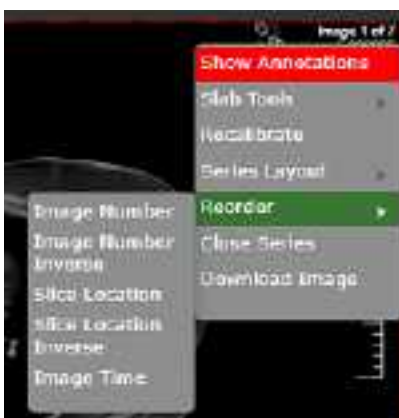 Image 1 of 7
Show Annotations
Slab Tools
Recalibrate
Series Layout
Reorder
Close Series
Download Image
Image Number
Image Number
Inverse
Slice Location
Slice Location
Inverse
Image Time